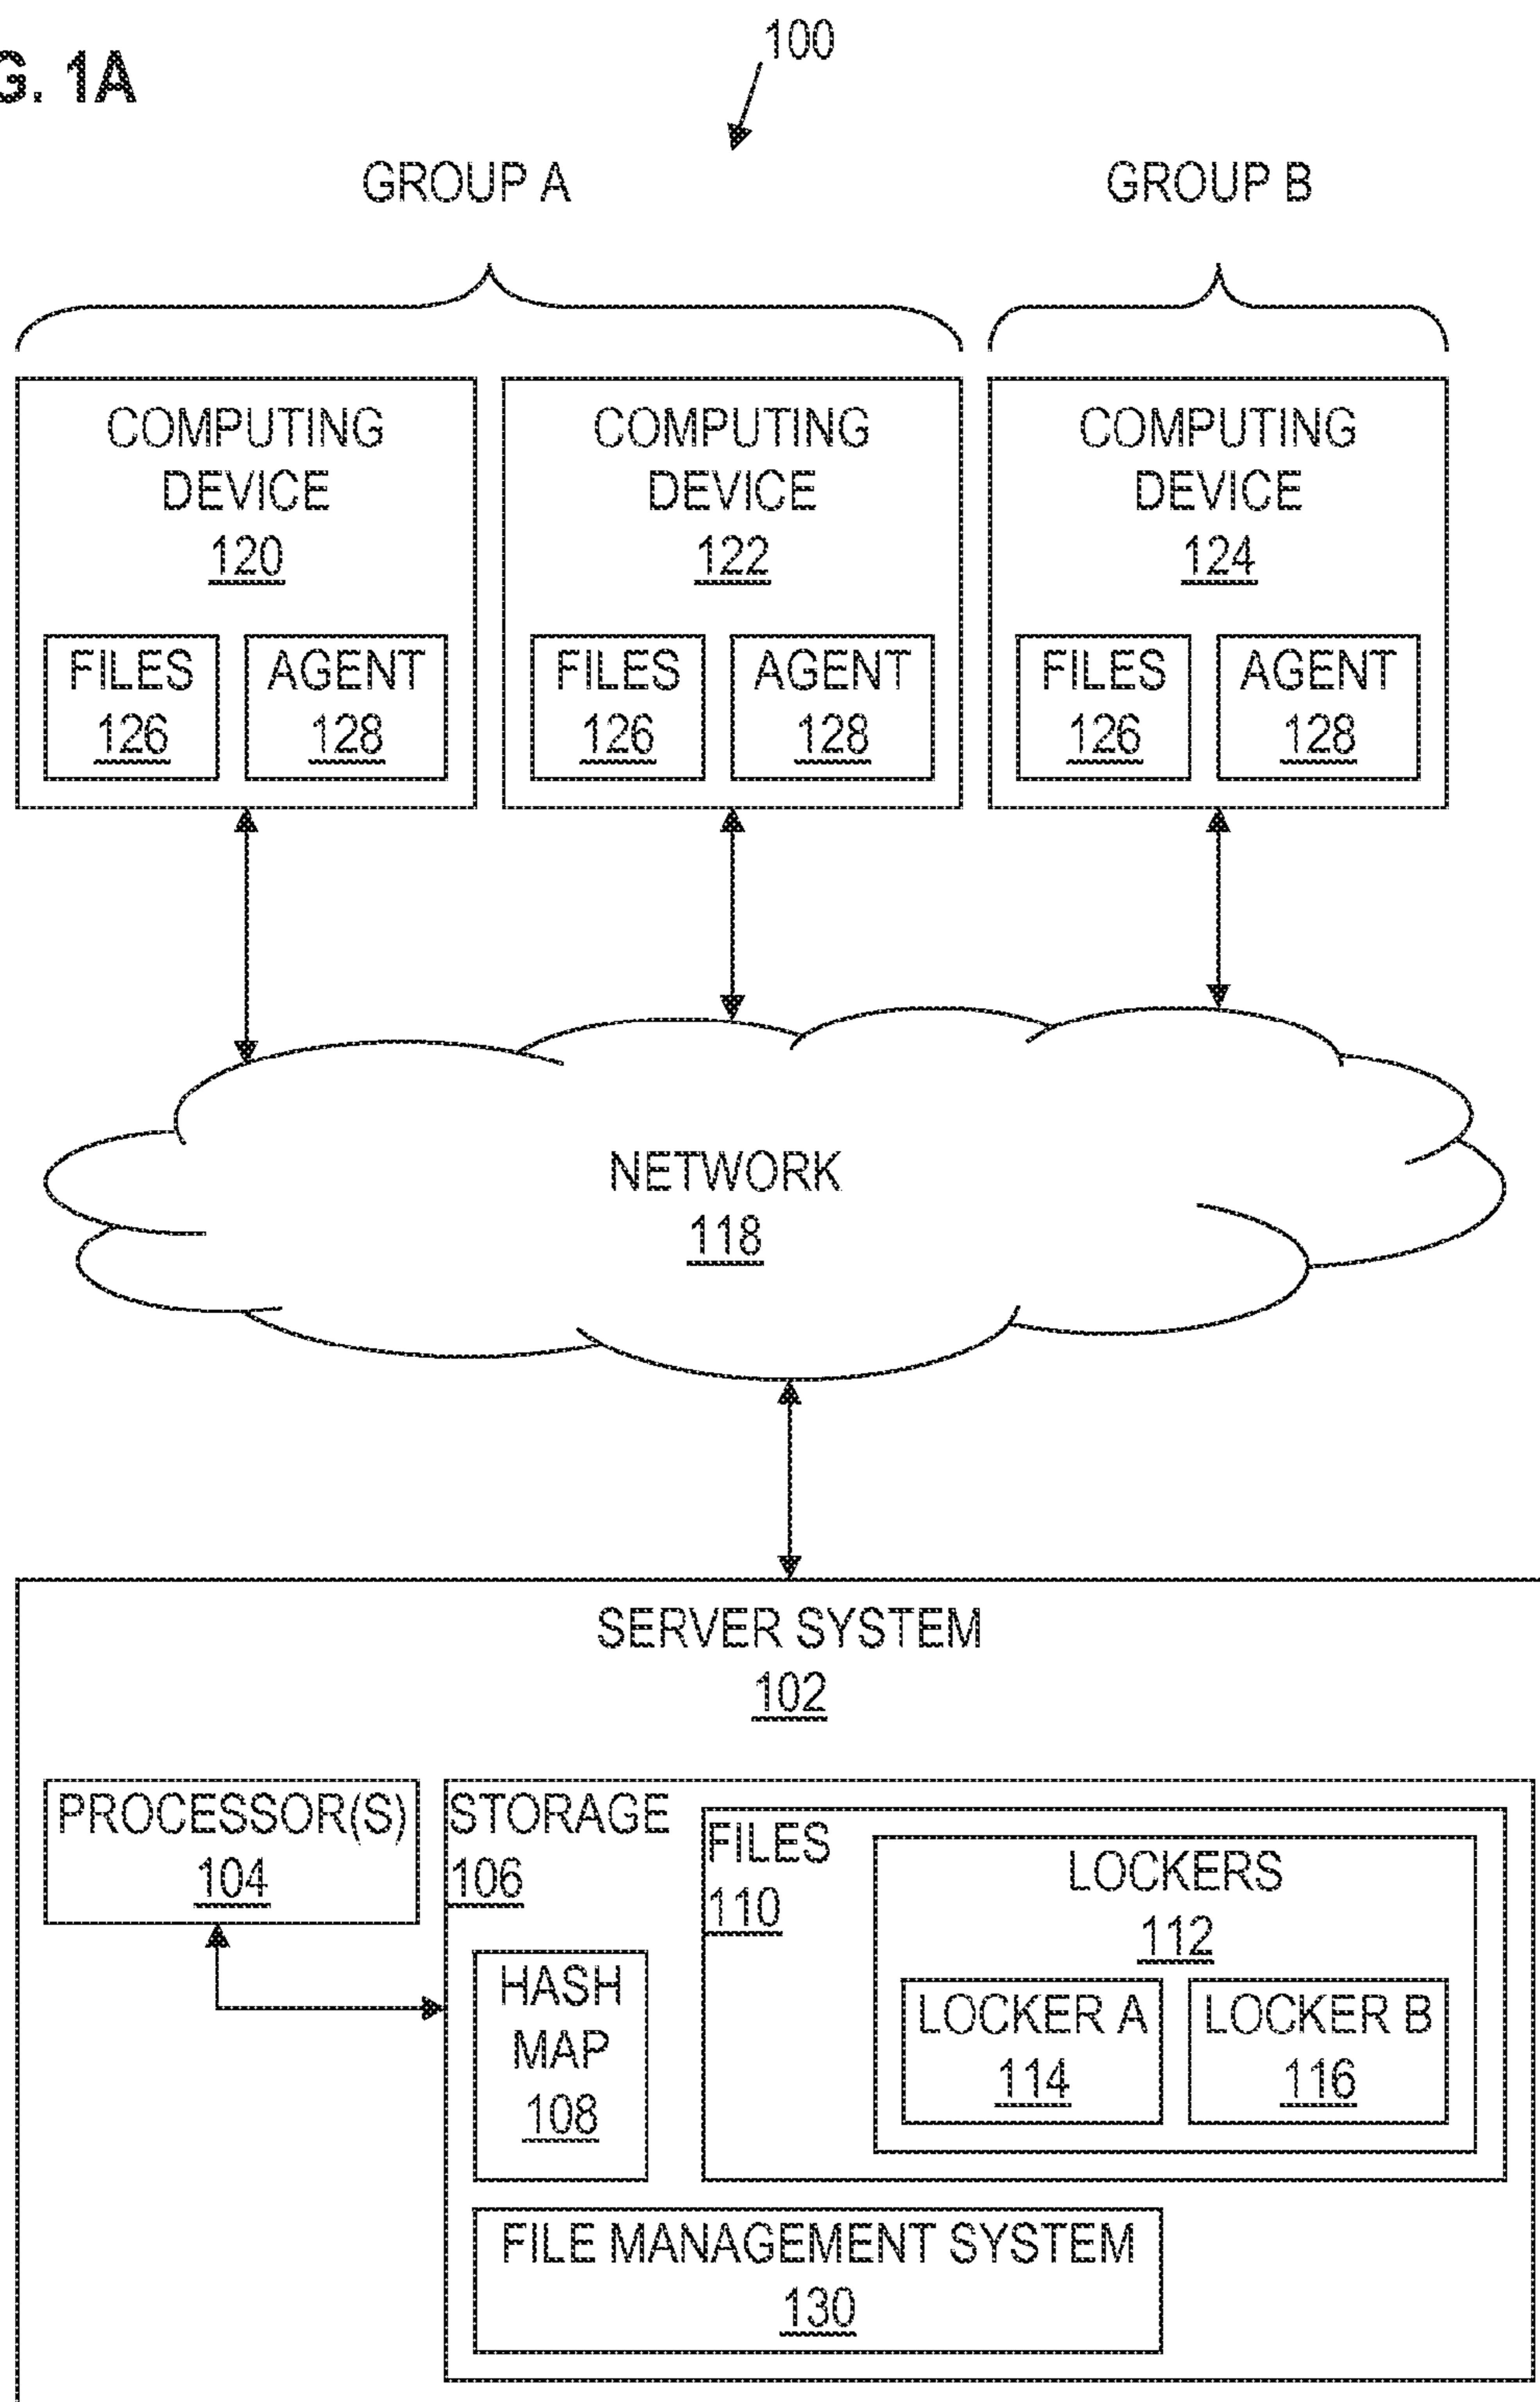 G. 1A
100
GROUP A
GROUP B
COMPUTING
DEVICE
120
FILES
126
AGENT
128
COMPUTING
DEVICE
122
FILES
126
AGENT
128
COMPUTING
DEVICE
124
FILES
126
AGENT
128
NETWORK
118
SERVER SYSTEM
102
PROCESSOR(S)
104
STORAGE
106
HASH
MAP
108
FILES
110
LOCKERS
112
LOCKER A
114
LOCKER B
116
FILE MANAGEMENT SYSTEM
130